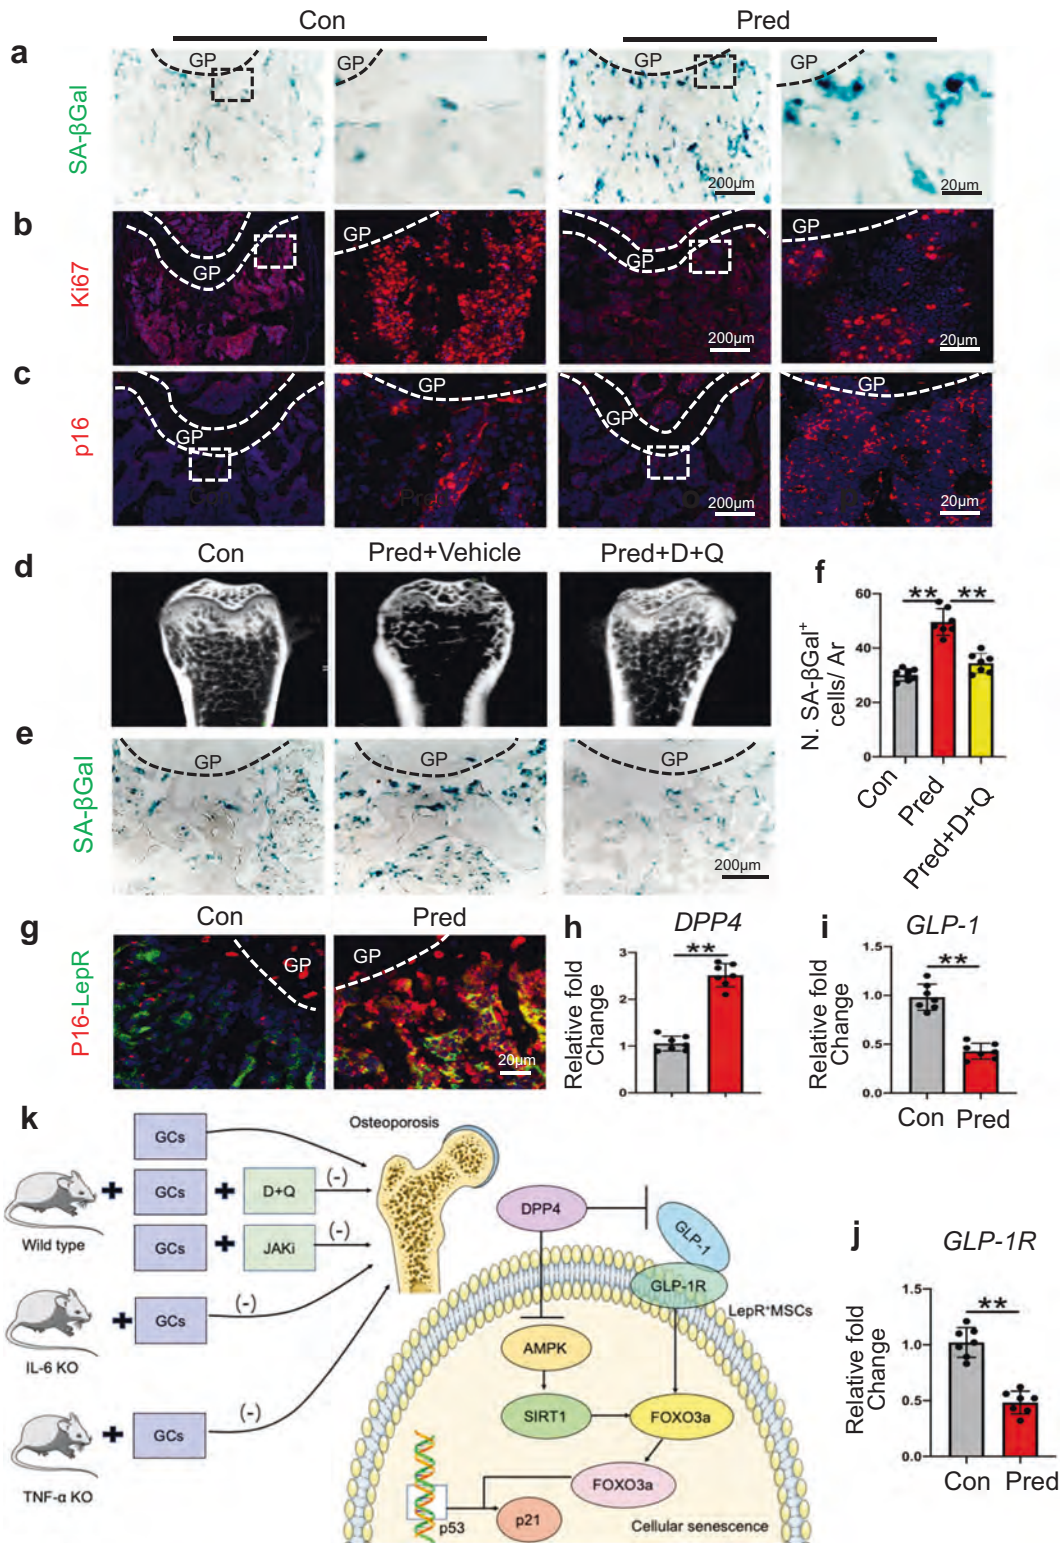 Con
Pred
a
SA-βGal
GP
GP
GP
GP
200μm
20μm
b
Ki67
GP
GP
GP
GP
200μm
20μm
c
p16
GP
GP
GP
GP
200μm
20μm
d
Con
Pred+Vehicle
Pred+D+Q
e
SA-βGal
GP
GP
GP
200μm
f
N. SA-βGal+
cells/ Ar
60
40
20
0
**
**
Con
Pred
Pred+D+Q
g
P16-LepR
Con
Pred
GP
GP
20μm
h
DPP4
Relative fold
Change
3
2
1
0
**
i
GLP-1
Relative fold
Change
1.5
1.0
0.5
0.0
**
Con
Pred
k
GCs
Osteoporosis
Wild type
GCs
D+Q
(-)
GCs
JAKi
(-)
IL-6 KO
GCs
(-)
TNF-α KO
GCs
(-)
DPP4
GLP-1
GLP-1R
LepR+MSCs
AMPK
SIRT1
FOXO3a
FOXO3a
p53
p21
Cellular senescence
j
GLP-1R
Relative fold
Change
1.5
1.0
0.5
0.0
**
Con
Pred